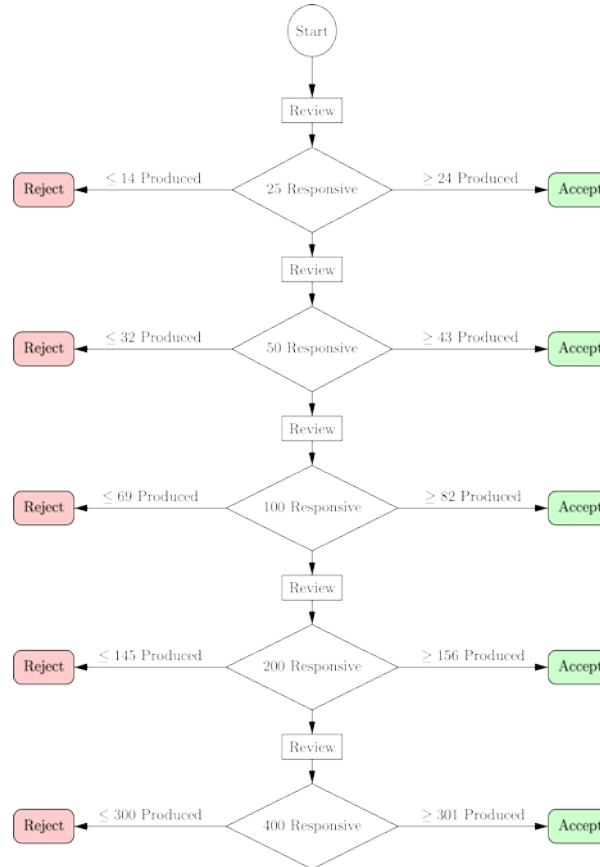 Start
Review
≤ 14 Produced
≥ 24 Produced
Reject
25 Responsive
Accept
Review
≤ 32 Produced
≥ 43 Produced
Reject
50 Responsive
Accept
Review
≤ 69 Produced
≥ 82 Produced
Reject
100 Responsive
Accept
Review
≤ 145 Produced
≥ 156 Produced
Reject
200 Responsive
Accept
Review
≤ 300 Produced
≥ 301 Produced
Reject
400 Responsive
Accept